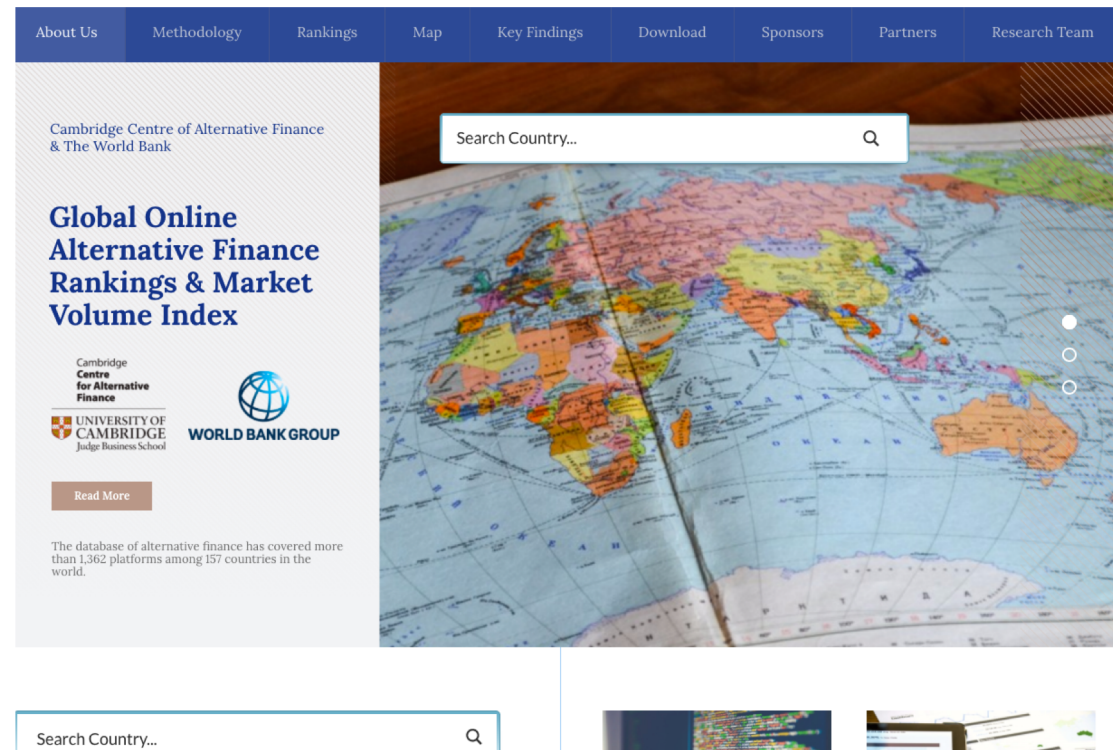 About Us
Methodology
Rankings
Map
Key Findings
Download
Sponsors
Partners
Research Team
Cambridge Centre of Alternative Finance
& The World Bank
Search Country...
Global Online
Alternative Finance
Rankings & Market
Volume Index
Cambridge
Centre
for Alternative
Finance
UNIVERSITY OF
CAMBRIDGE
Judge Business School
WORLD BANK GROUP
Read More
The database of alternative finance has covered more
than 1,362 platforms among 157 countries in the
world.
Search Country...